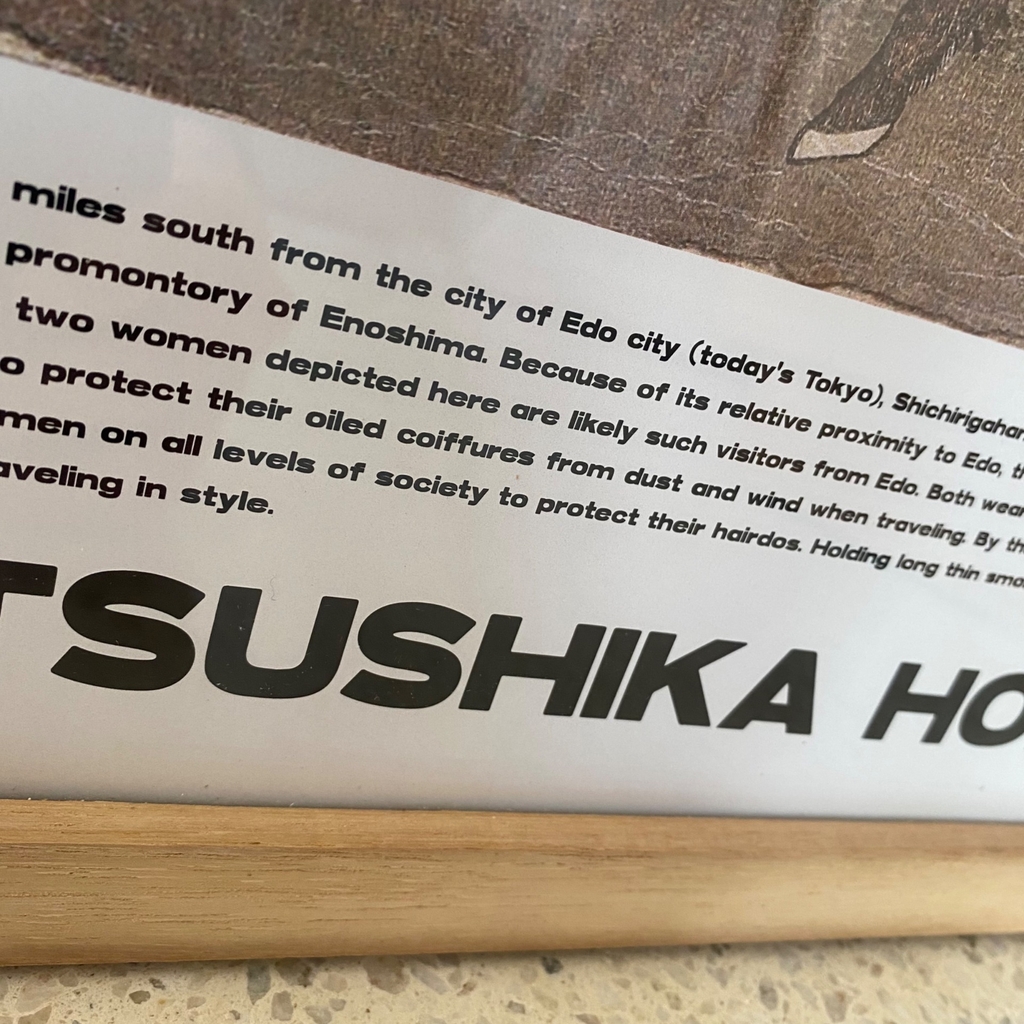 miles south from the city of Edo city (today's Tokyo), Shichirigahar
promontory of Enoshima. Because of its relative proximity to Edo, th
two women depicted here are likely such visitors from Edo. Both wear
o protect their oiled coiffures from dust and wind when traveling. By th
men on all levels of society to protect their hairdos. Holding long thin smo
aveling in style.
TSUSHIKA HO